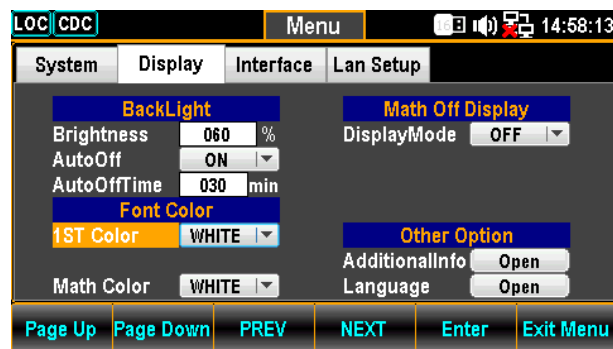 LOC CDC Menu 14:58:13
System Display Interface Lan Setup
BackLight
Brightness 060 %
AutoOff ON
AutoOffTime 030 min
Font Color
1ST Color WHITE
Math Color WHITE
Math Off Display
DisplayMode OFF
Other Option
AdditionalInfo Open
Language Open
Page Up Page Down PREV NEXT Enter Exit Menu